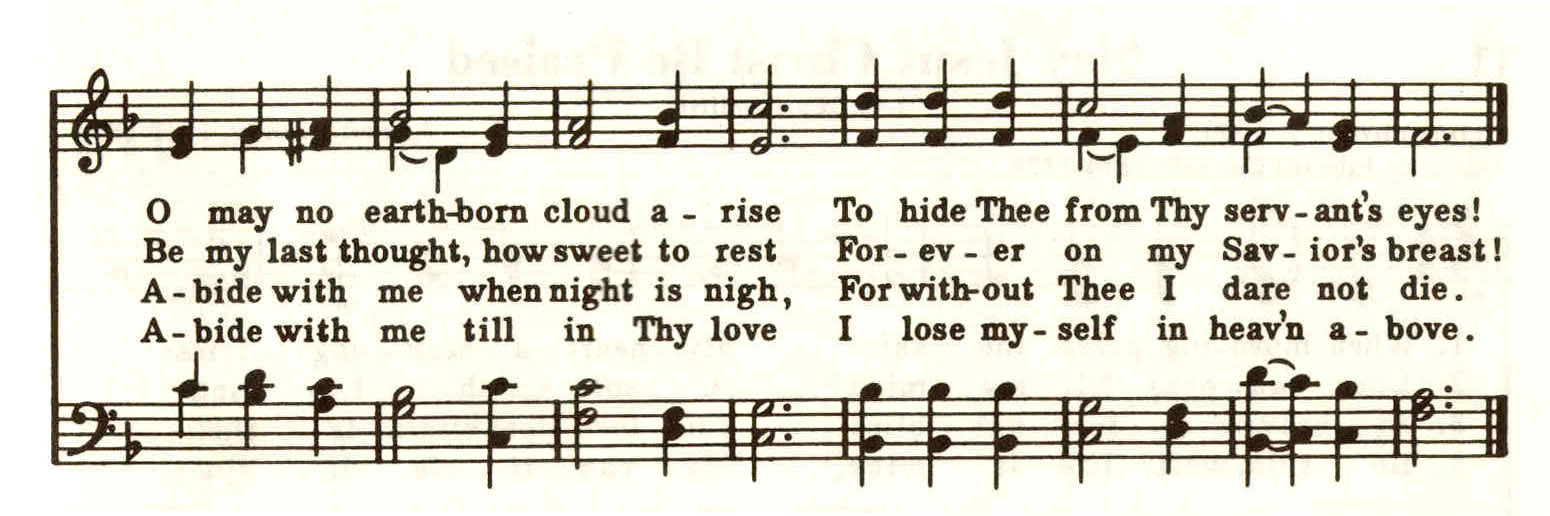 O may no earth-born cloud a - rise To hide Thee from Thy serv - ant's eyes!
Be my last thought, how sweet to rest For - ev - er on my Sav - ior's breast!
A - bide with me when night is nigh, For with-out Thee I dare not die.
A - bide with me till in Thy love I lose my - self in heav'n a - bove.